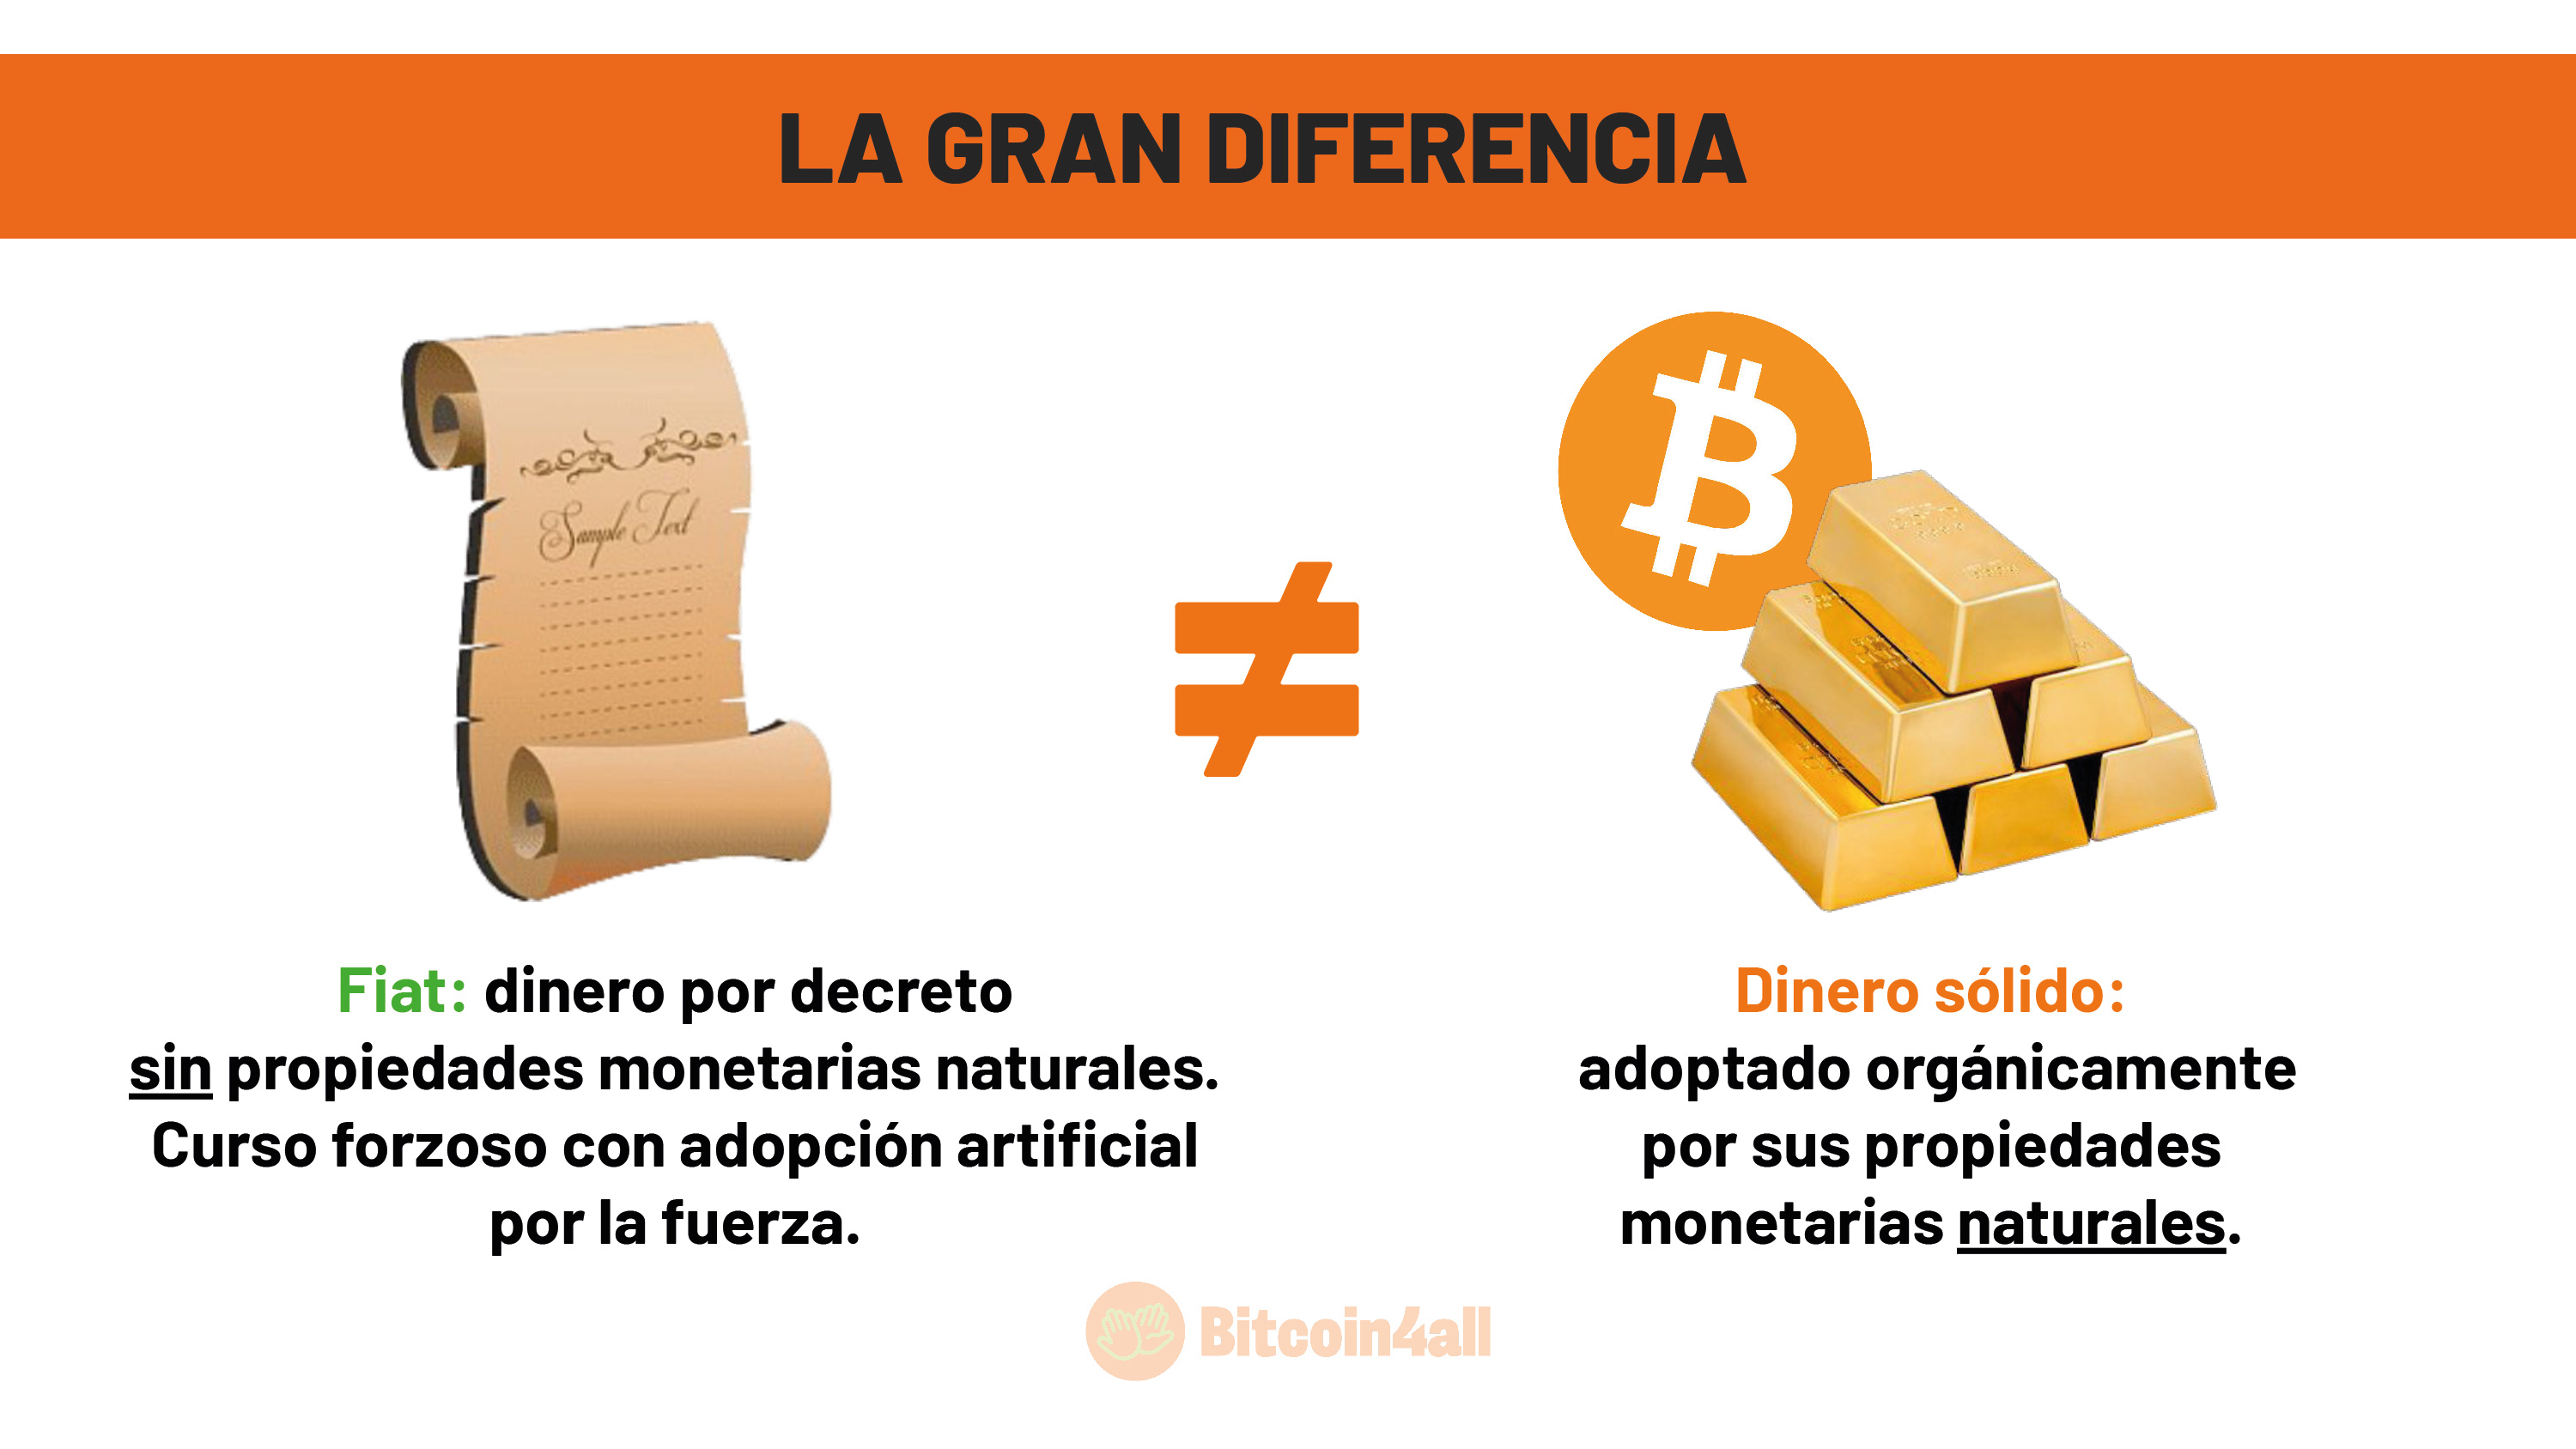 LA GRAN DIFERENCIA
Sample Text
Fiat: dinero por decreto
sin propiedades monetarias naturales.
Curso forzoso con adopción artificial
por la fuerza.
Dinero sólido:
adoptado orgánicamente
por sus propiedades
monetarias naturales.
Bitcoin4all